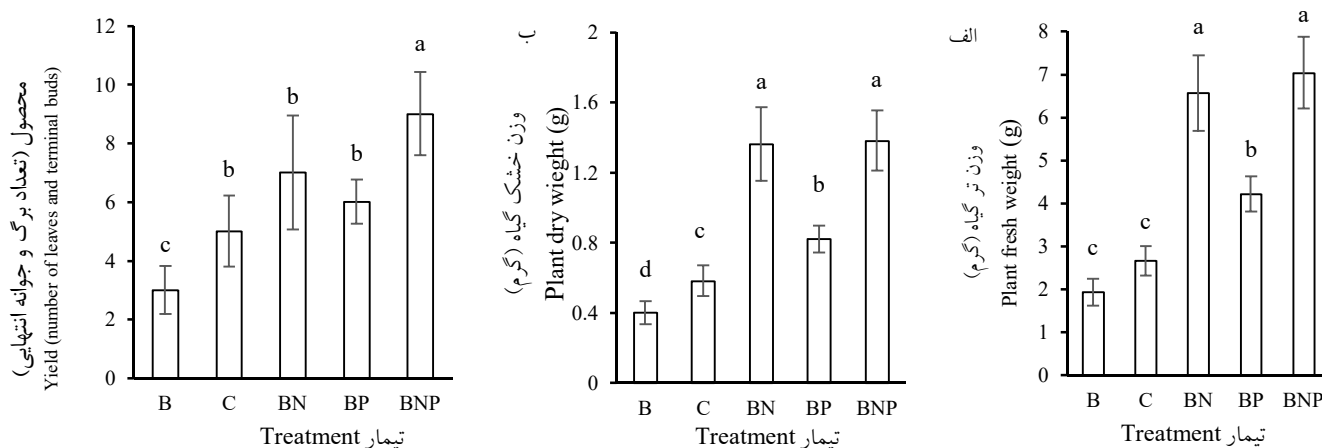 12
10
8
6
4
2
0
محصول (تعداد برگ و جوانه انتهایی)
Yield (number of leaves and terminal buds)
c
b
b
b
a
B C BN BP BNP
تیمار Treatment
ب
2
1.6
1.2
0.8
0.4
0
وزن خشک گیاه (گرم)
Plant dry wieght (g)
d
c
a
b
a
B C BN BP BNP
تیمار Treatment
الف
8
7
6
5
4
3
2
1
0
وزن تر گیاه (گرم)
Plant fresh weight (g)
c
c
a
b
a
B C BN BP BNP
تیمار Treatment